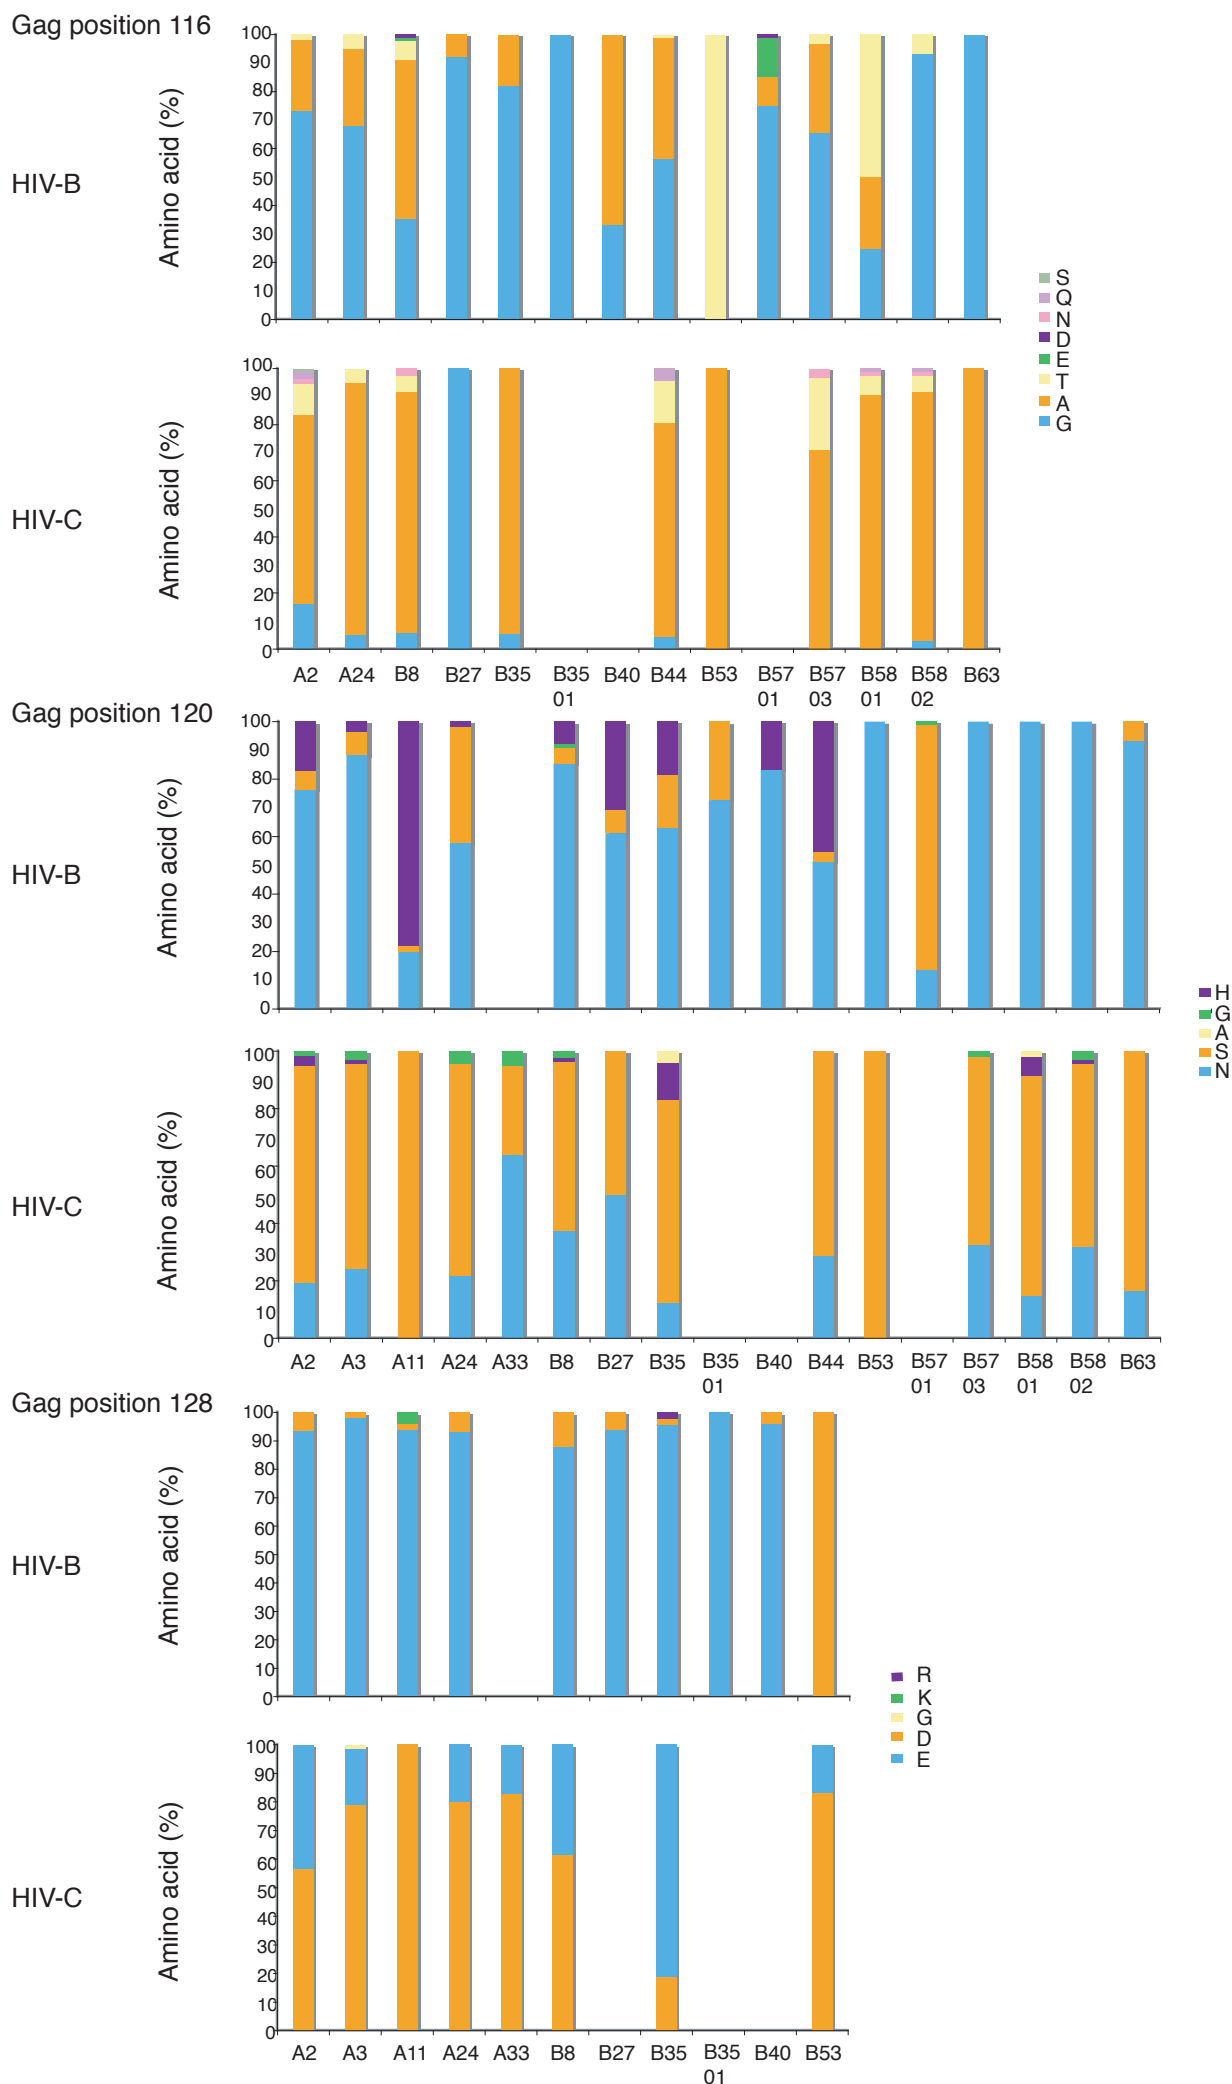 Gag position 116
HIV-B
Amino acid (%)
100
90
80
70
60
50
40
30
20
10
0
S
Q
N
D
E
T
A
G
HIV-C
Amino acid (%)
100
90
80
70
60
50
40
30
20
10
0
A2 A24 B8 B27 B35 B35 B40 B44 B53 B57 B57 B58 B58 B63
01 01 03 01 02
Gag position 120
HIV-B
Amino acid (%)
100
90
80
70
60
50
40
30
20
10
0
H
G
A
S
N
HIV-C
Amino acid (%)
100
90
80
70
60
50
40
30
20
10
0
A2 A3 A11 A24 A33 B8 B27 B35 B35 B40 B44 B53 B57 B57 B58 B58 B63
01 01 03 01 02
Gag position 128
HIV-B
Amino acid (%)
100
90
80
70
60
50
40
30
20
10
0
R
K
G
D
E
HIV-C
Amino acid (%)
100
90
80
70
60
50
40
30
20
10
0
A2 A3 A11 A24 A33 B8 B27 B35 B35 B40 B53
01